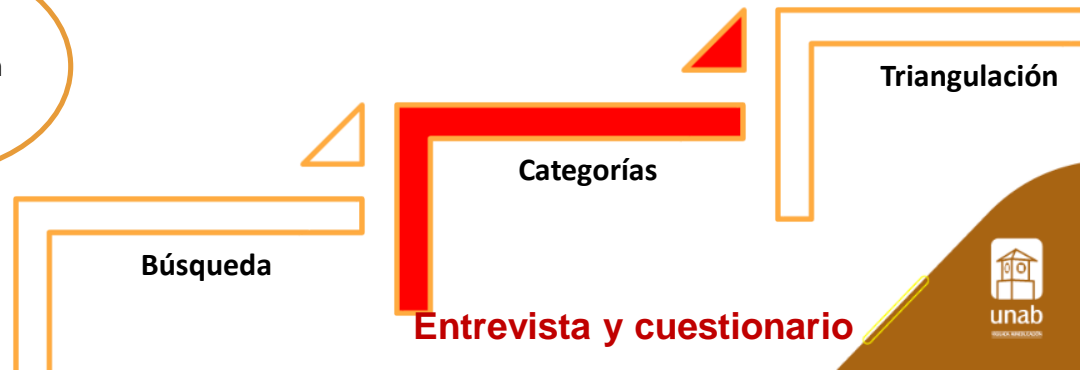 Triangulación
Categorías
Búsqueda
Entrevista y cuestionario
unab